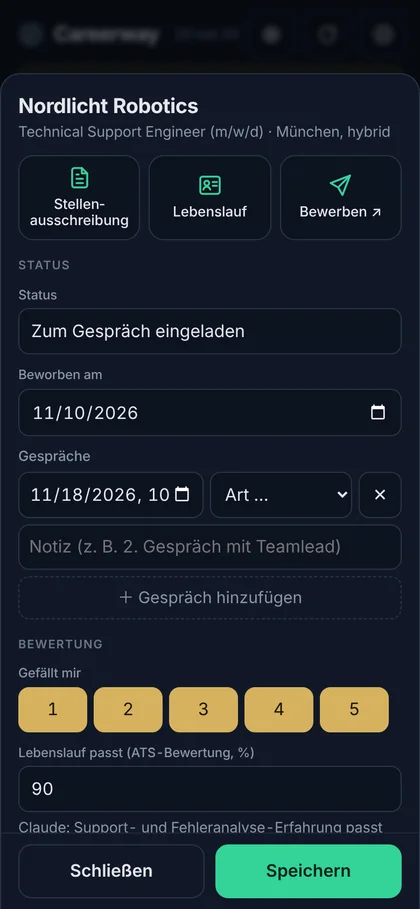 Careerway
Nordlicht Robotics
Technical Support Engineer (m/w/d) · München, hybrid
Stellen-
ausschreibung
Lebenslauf
Bewerben ↗
STATUS
Status
Zum Gespräch eingeladen
Beworben am
11/10/2026
Gespräche
11/18/2026, 10
Art ...
✕
Notiz (z. B. 2. Gespräch mit Teamlead)
+ Gespräch hinzufügen
BEWERTUNG
Gefällt mir
1 2 3 4 5
Lebenslauf passt (ATS-Bewertung, %)
90
Claude: Support- und Fehleranalyse-Erfahrung passt
Schließen
Speichern